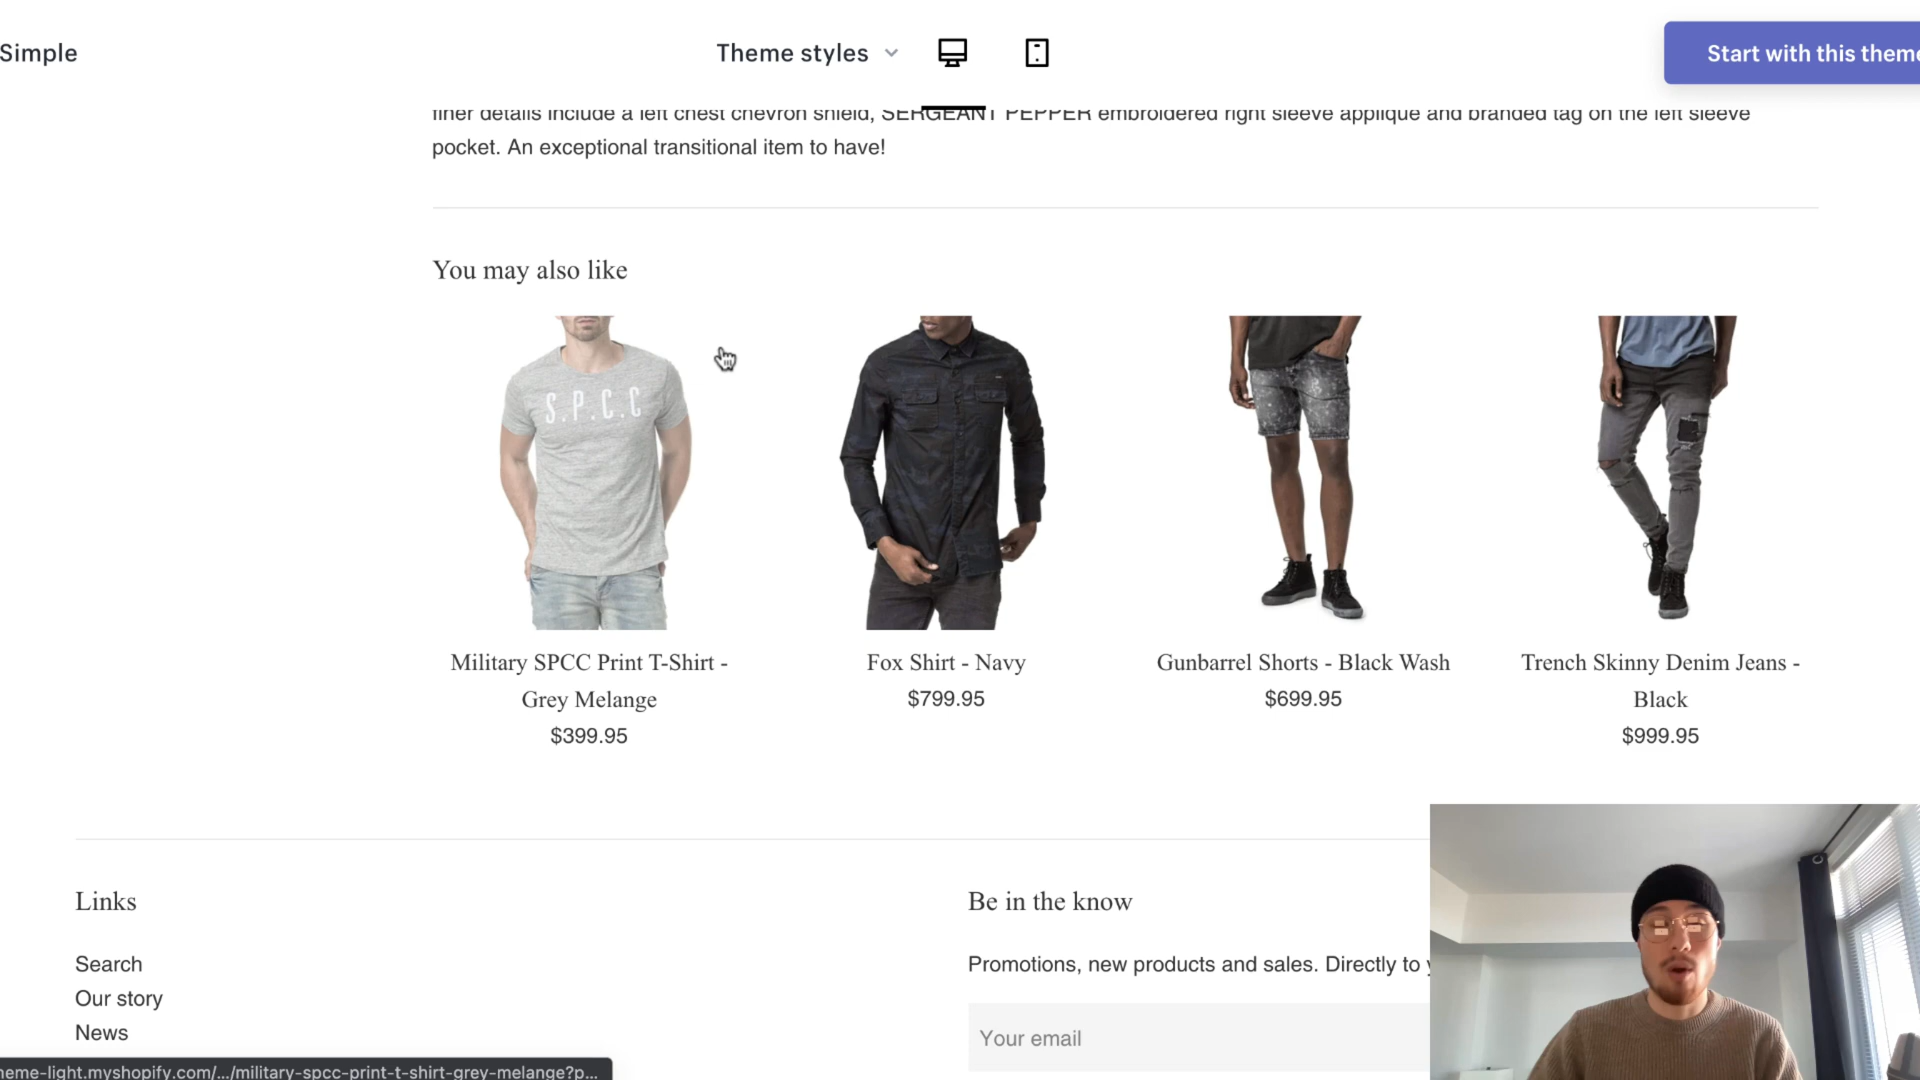 Simple
Theme styles
Start with this theme
finer details include a left chest chevron shield, SERGEANT PEPPER embroidered right sleeve applique and branded tag on the left sleeve
pocket. An exceptional transitional item to have!
You may also like
S.P.C.C
Military SPCC Print T-Shirt -
Grey Melange
$399.95
Fox Shirt - Navy
$799.95
Gunbarrel Shorts - Black Wash
$699.95
Trench Skinny Denim Jeans -
Black
$999.95
Links
Search
Our story
News
Be in the know
Promotions, new products and sales. Directly to
Your email
heme-light.myshopify.com/.../military-spcc-print-t-shirt-grey-melange?p...